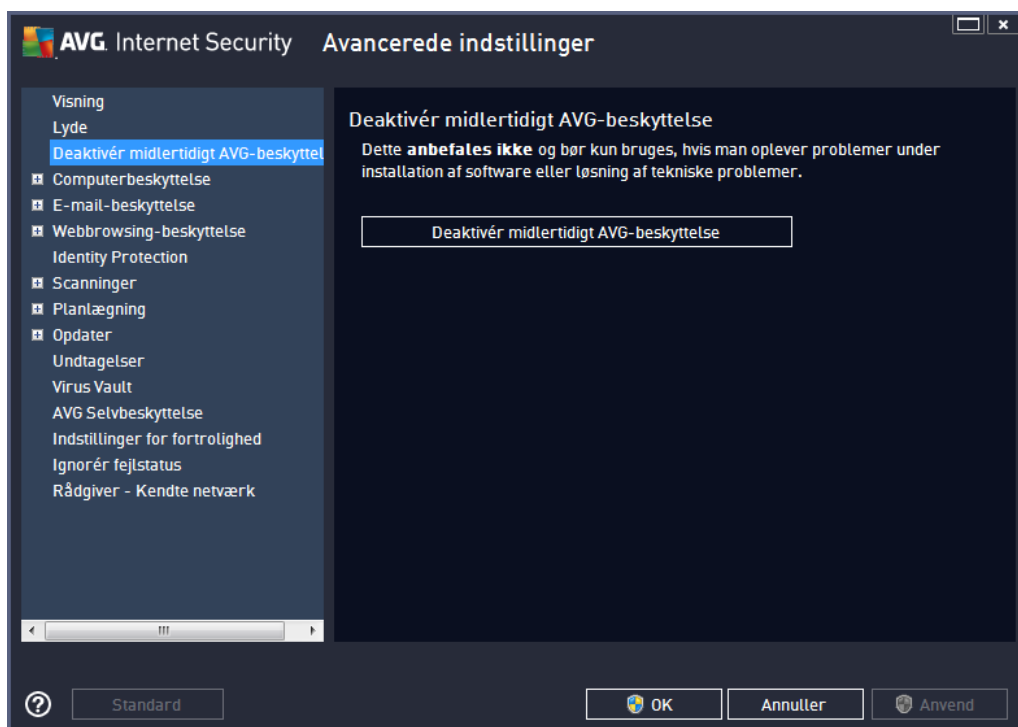 AVG. Internet Security Avancerede indstillinger
Visning
Lyde
Deaktivér midlertidigt AVG-beskyttel
Computerbeskyttelse
E-mail-beskyttelse
Webbrowsing-beskyttelse
Identity Protection
Scanninger
Planlægning
Opdater
Undtagelser
Virus Vault
AVG Selvbeskyttelse
Indstillinger for fortrolighed
Ignorér fejlstatus
Rådgiver - Kendte netværk
Deaktivér midlertidigt AVG-beskyttelse
Dette anbefales ikke og bør kun bruges, hvis man oplever problemer under
installation af software eller løsning af tekniske problemer.
Deaktivér midlertidigt AVG-beskyttelse
Standard
OK
Annuller
Anvend